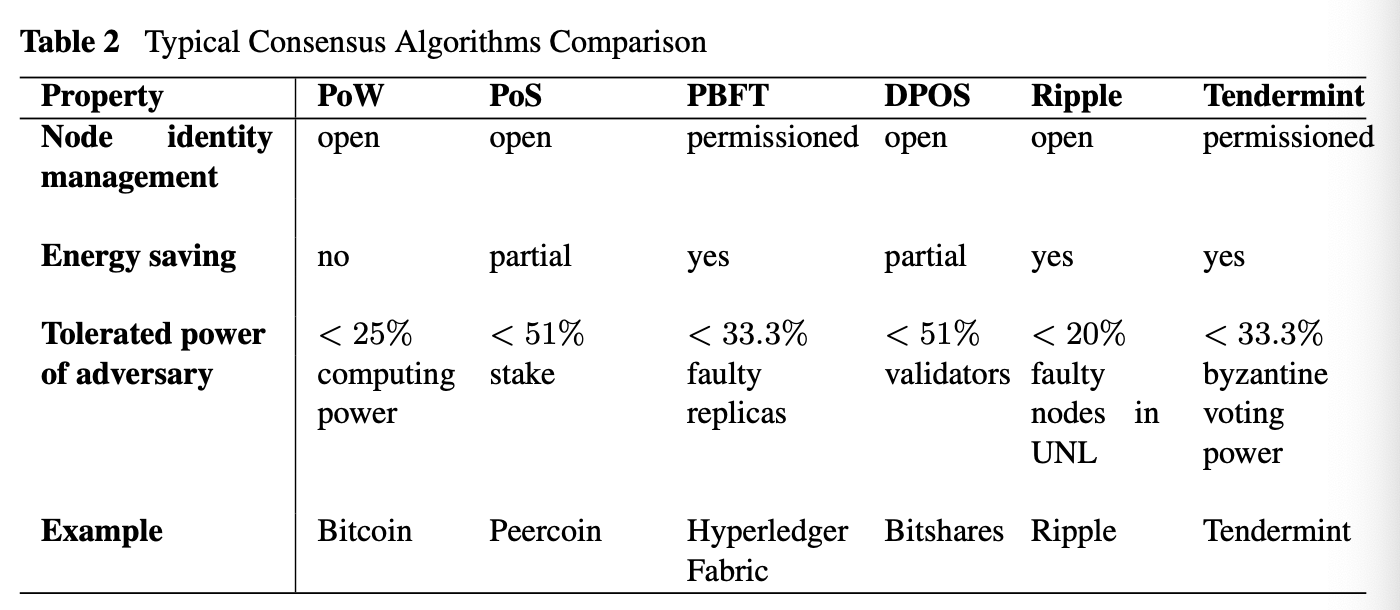 Table 2 Typical Consensus Algorithms Comparison
Property PoW PoS PBFT DPOS Ripple Tendermint
Node identity open open permissioned open open permissioned
management
Energy saving no partial yes partial yes yes
Tolerated power < 25% < 51% < 33.3% < 51% < 20% < 33.3%
of adversary computing stake faulty validators faulty byzantine
power replicas nodes in voting
UNL power
Example Bitcoin Peercoin Hyperledger Bitshares Ripple Tendermint
Fabric